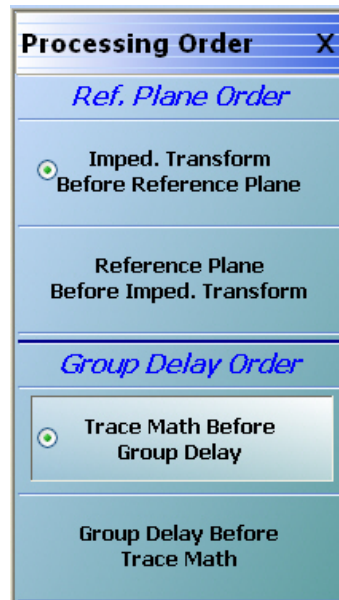 Processing Order X
Ref. Plane Order
Imped. Transform
Before Reference Plane
Reference Plane
Before Imped. Transform
Group Delay Order
Trace Math Before
Group Delay
Group Delay Before
Trace Math